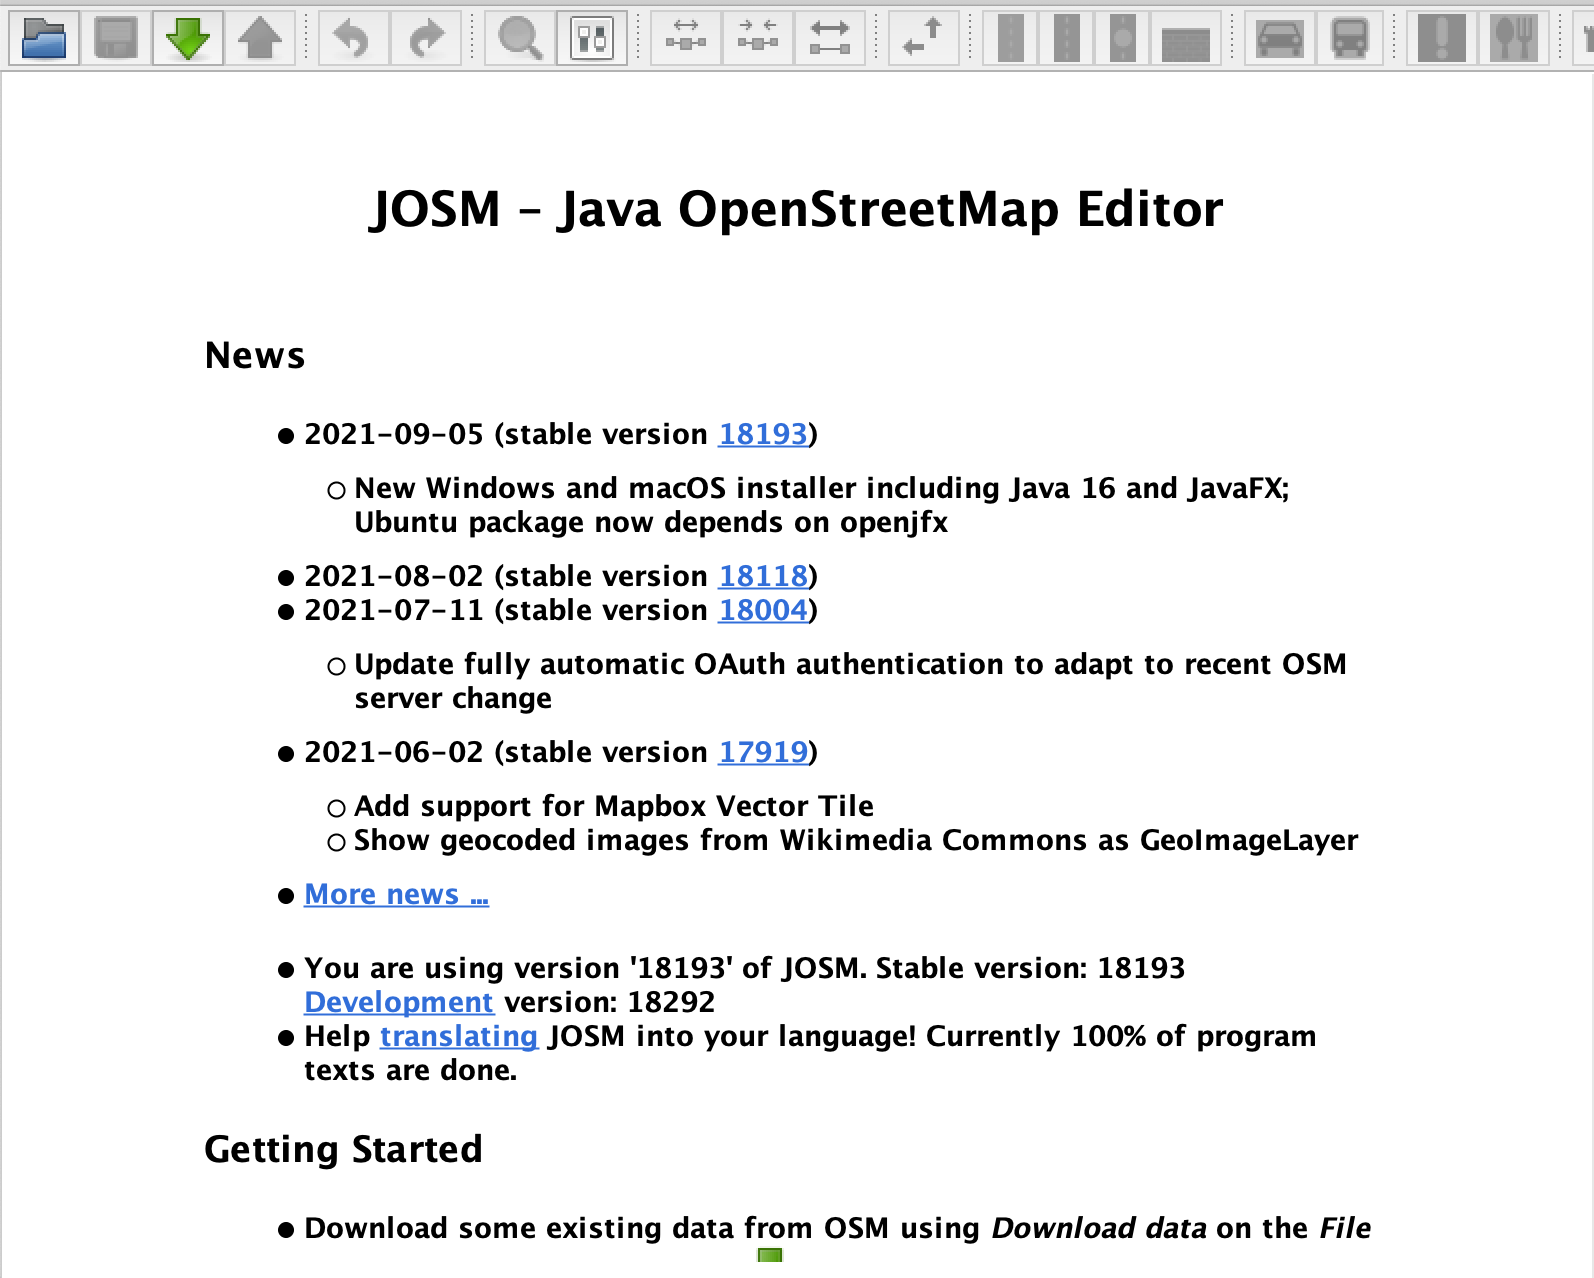 JOSM – Java OpenStreetMap Editor
News
2021-09-05 (stable version 18193)
New Windows and macOS installer including Java 16 and JavaFX;
Ubuntu package now depends on openjfx
2021-08-02 (stable version 18118)
2021-07-11 (stable version 18004)
Update fully automatic OAuth authentication to adapt to recent OSM
server change
2021-06-02 (stable version 17919)
Add support for Mapbox Vector Tile
Show geocoded images from Wikimedia Commons as GeoImageLayer
More news ...
You are using version '18193' of JOSM. Stable version: 18193
Development version: 18292
Help translating JOSM into your language! Currently 100% of program
texts are done.
Getting Started
Download some existing data from OSM using Download data on the File